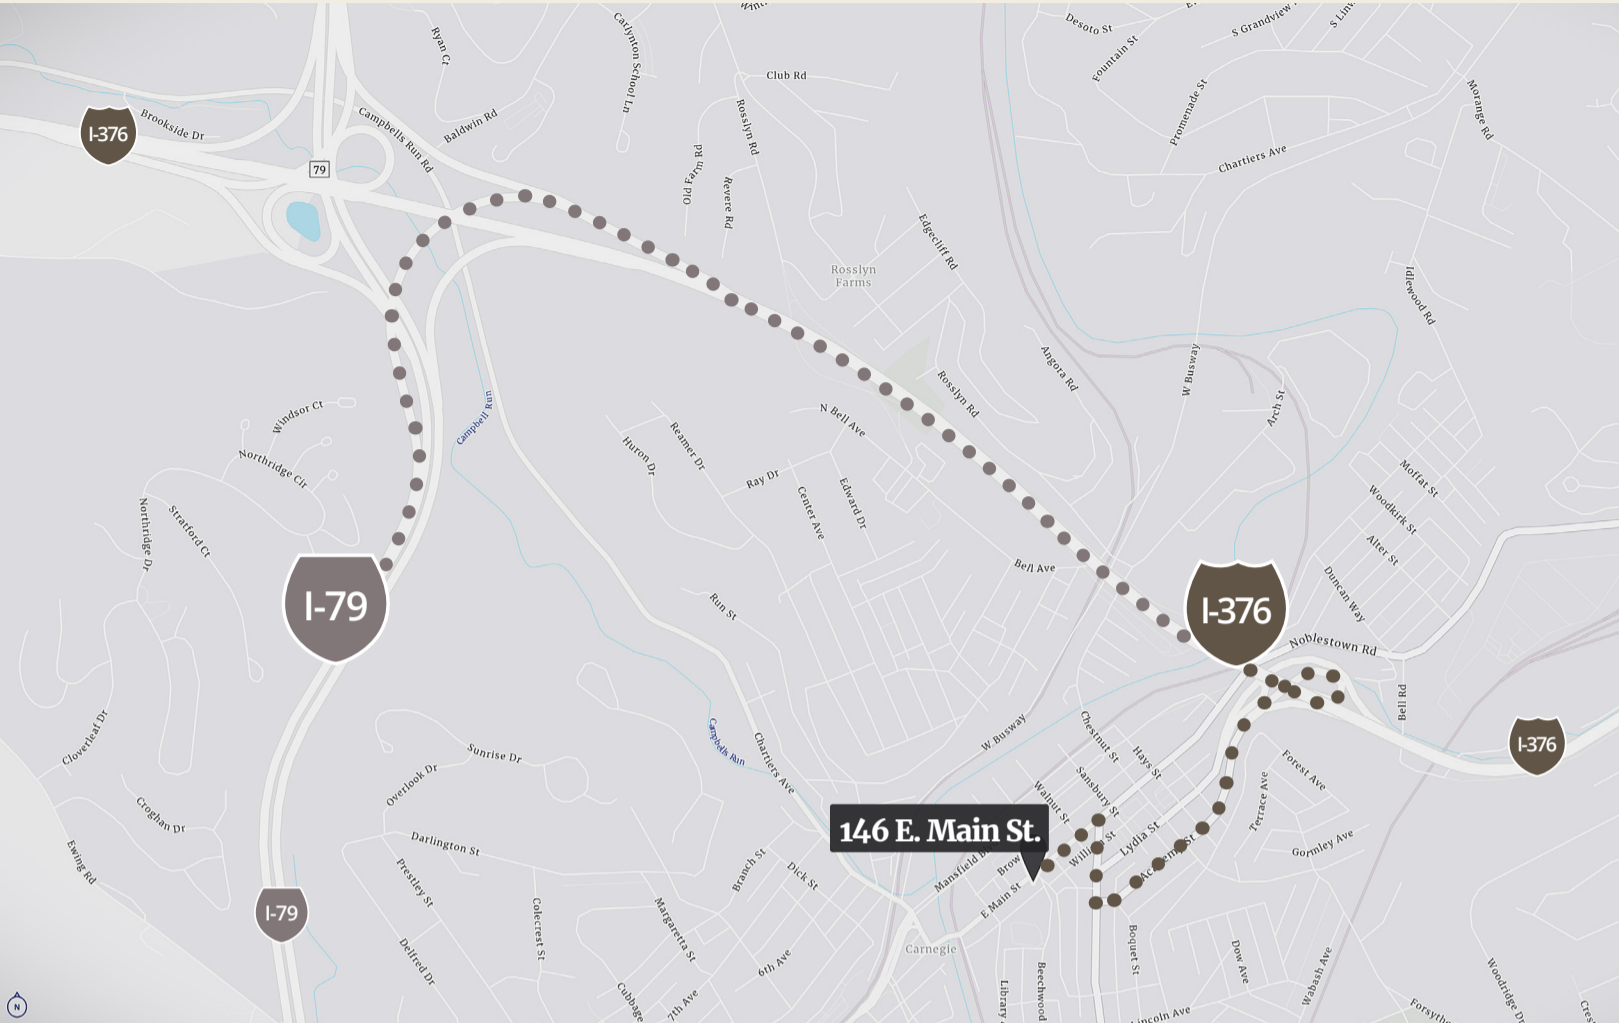 Desoto St
Fountain St
S Grandview
Ryan Ct
Carlynton School Ln
Club Rd
Baldwin Rd
Brookside Dr
Campbells Run Rd
I-376
79
Rosslyn Rd
Old Farm Rd
Revere Rd
Promenade St
Chartiers Ave
Morange Rd
Edgecliff Rd
Rosslyn
Farms
Idlewood Rd
Angora Rd
W Busway
Arch St
Rosslyn Rd
N Bell Ave
Windsor Ct
Campbell Run
Northridge Cir
Huron Dr
Reamer Dr
Ray Dr
Center Ave
Edward Dr
Northridge Dr
Stratford Ct
Moffat St
Woodkirk St
Alter St
Duncan Way
Bell Ave
I-79
I-376
Run St
Noblestown Rd
Bell Rd
Cloverleaf Dr
Sunrise Dr
Overlook Dr
Campbells Run
Chartiers Ave
W Busway
Chestnut St
Hays St
Sansbury St
Walnut St
Forest Ave
Terrace Ave
I-376
Croghan Dr
Darlington St
146 E. Main St.
Lydia St
Gormley Ave
Ewing Rd
Prestley St
Branch St
Dick St
E Main St
I-79
Colecrest St
Margaretta St
Carnegie
Boquet St
Dow Ave
Wabash Ave
Delfred Dr
6th Ave
7th Ave
Cubbage
Library
Beechwood
Lincoln Ave
Woodridge Dr
Forsythe
N